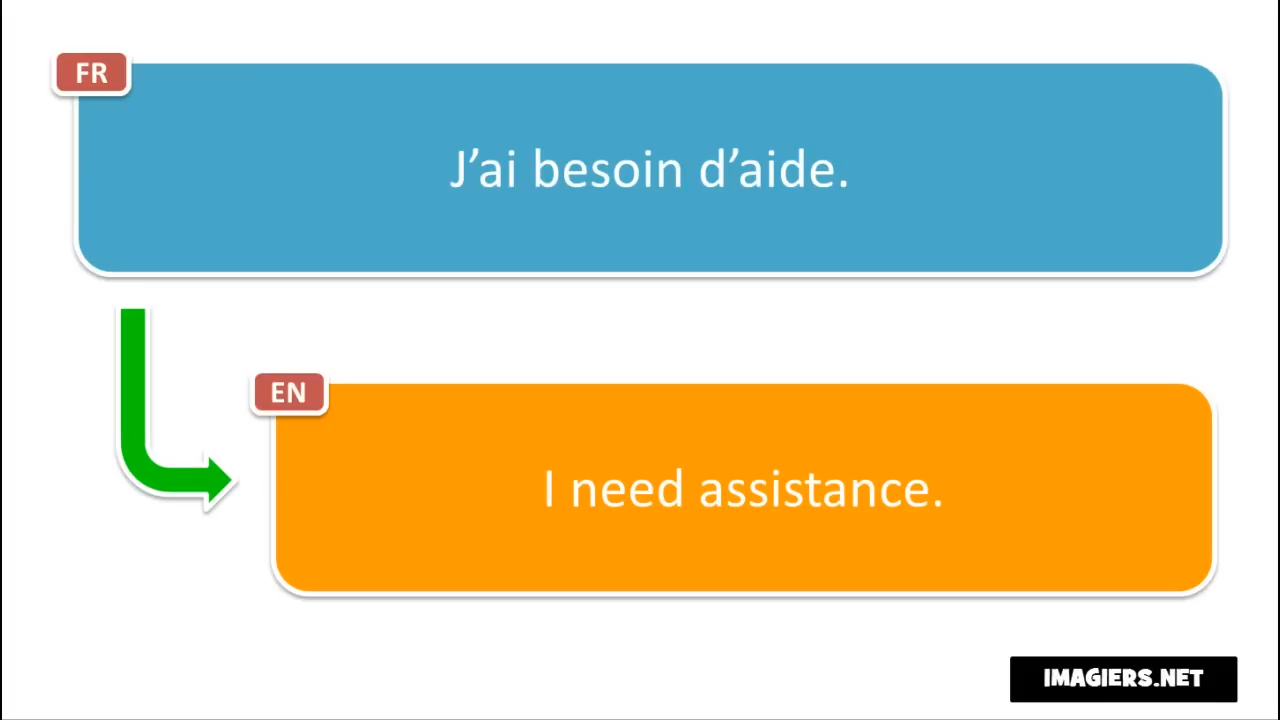 FR
J’ai besoin d’aide.
EN
I need assistance.
IMAGIERS.NET